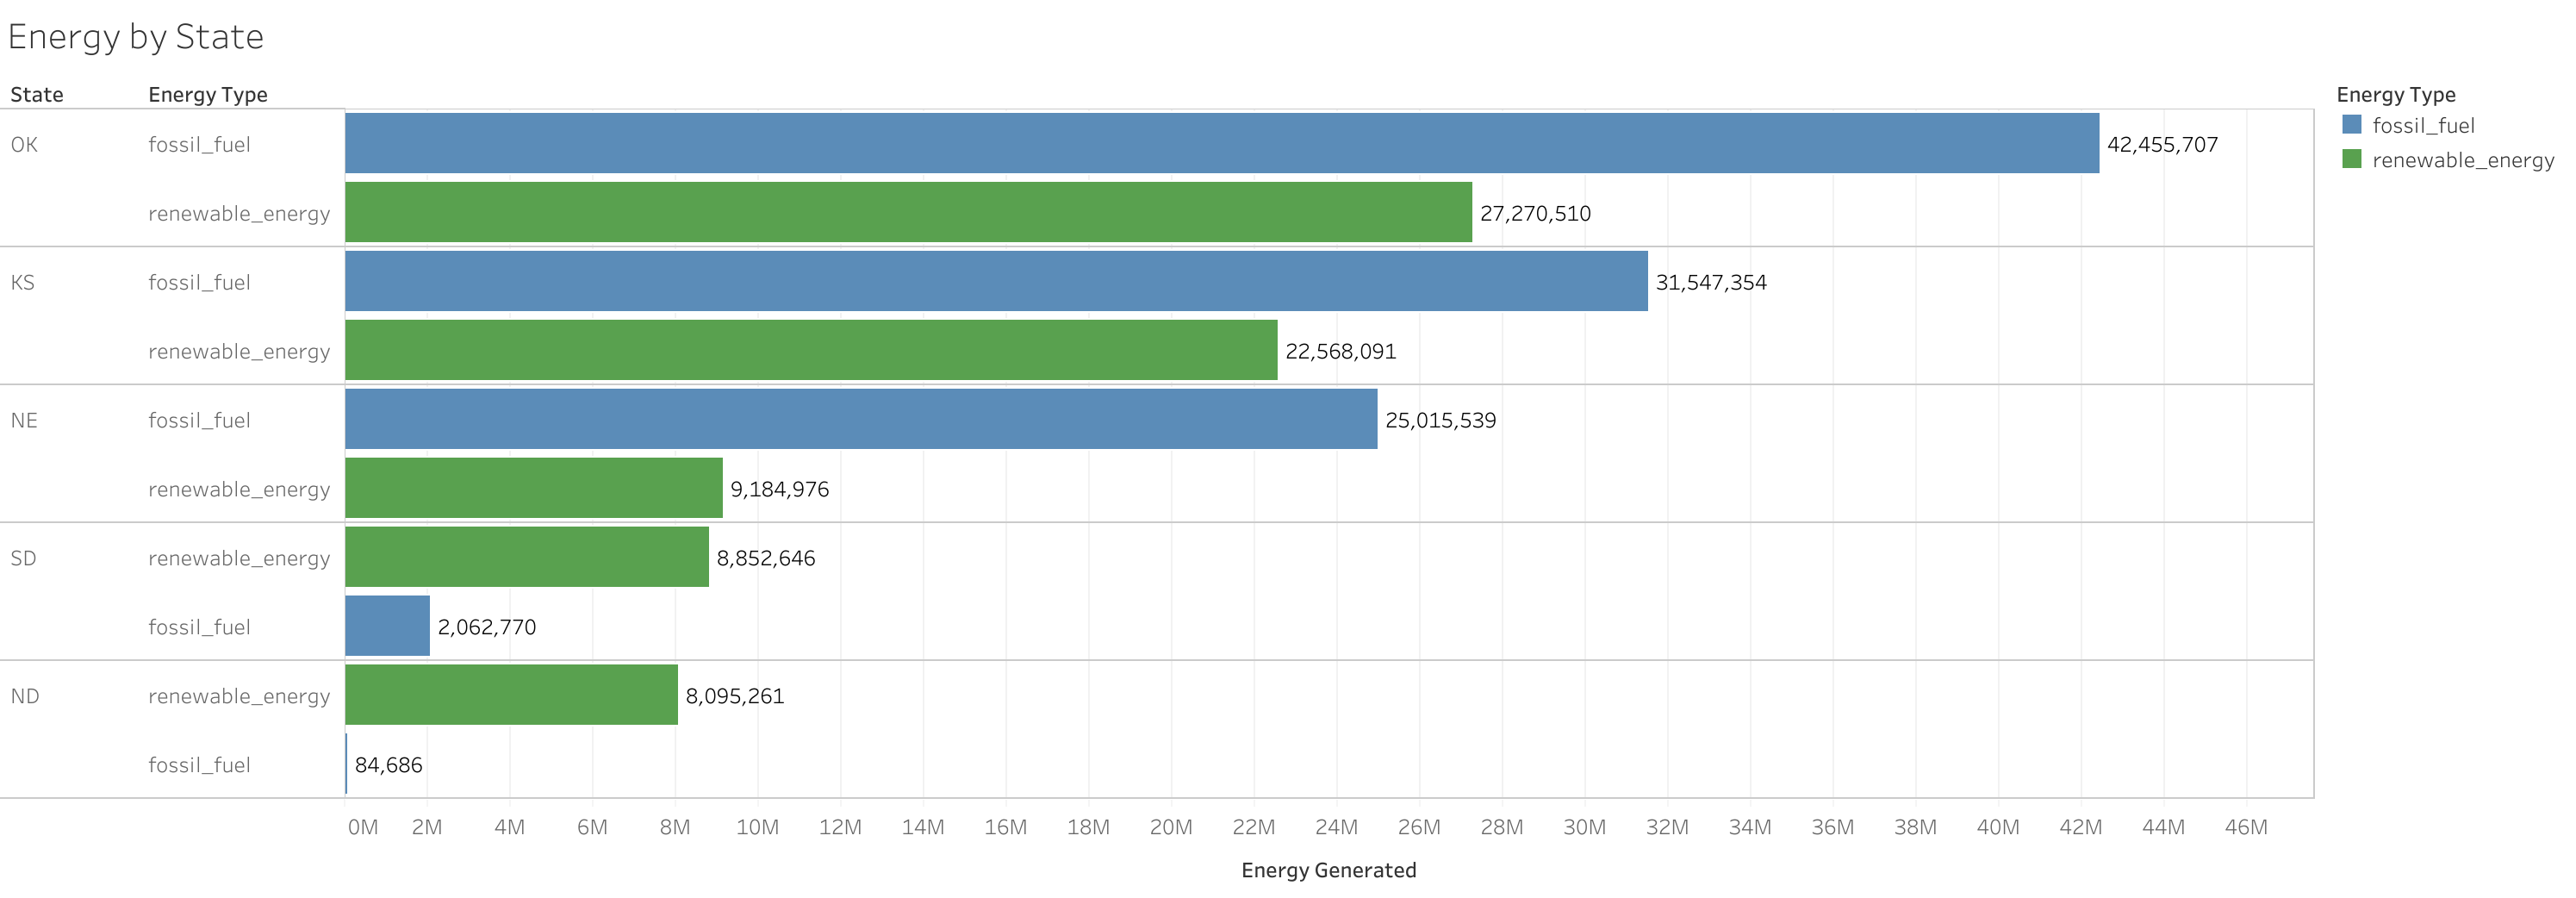 Energy by State
State Energy Type
OK fossil_fuel 42,455,707
renewable_energy 27,270,510
KS fossil_fuel 31,547,354
renewable_energy 22,568,091
NE fossil_fuel 25,015,539
renewable_energy 9,184,976
SD renewable_energy 8,852,646
fossil_fuel 2,062,770
ND renewable_energy 8,095,261
fossil_fuel 84,686
0M 2M 4M 6M 8M 10M 12M 14M 16M 18M 20M 22M 24M 26M 28M 30M 32M 34M 36M 38M 40M 42M 44M 46M
Energy Generated
Energy Type
fossil_fuel
renewable_energy